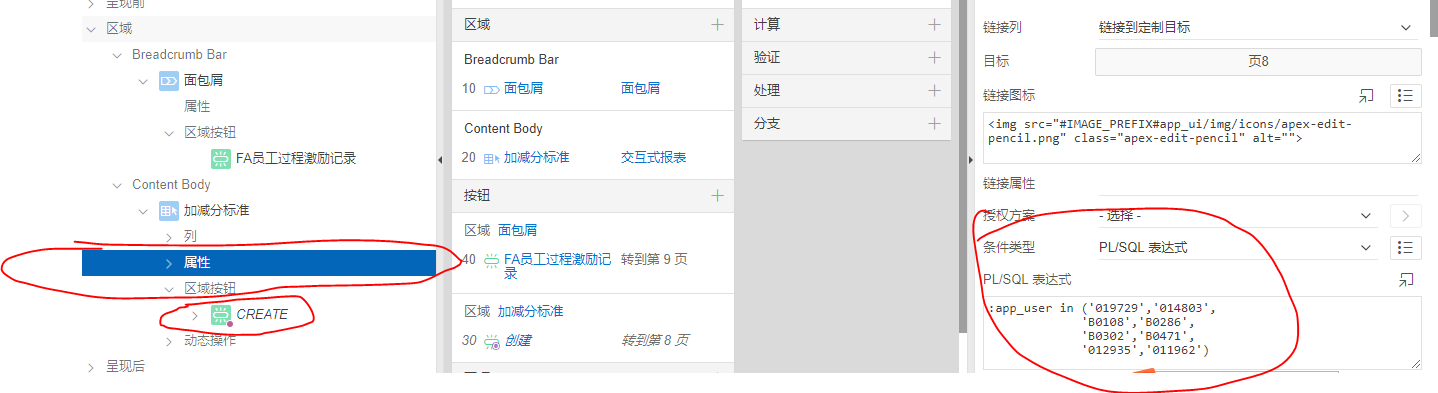 呈现前
区域
Breadcrumb Bar
面包屑
属性
区域按钮
FA员工过程激励记录
Content Body
加减分标准
列
属性
区域按钮
CREATE
动态操作
呈现后
区域
Breadcrumb Bar
10 面包屑 面包屑
Content Body
20 加减分标准 交互式报表
按钮
区域 面包屑
40 FA员工过程激励记 转到第 9 页
录
区域 加减分标准
30 创建 转到第 8 页
计算
验证
处理
分支
链接列 链接到定制目标
目标 页8
链接图标
<img src="#IMAGE_PREFIX#app_ui/img/icons/apex-edit-
pencil.png" class="apex-edit-pencil" alt="">
链接属性
授权方案 - 选择 -
条件类型 PL/SQL 表达式
PL/SQL 表达式
:app_user in ('019729','014803',
'B0108','B0286',
'B0302','B0471',
'012935','011962')